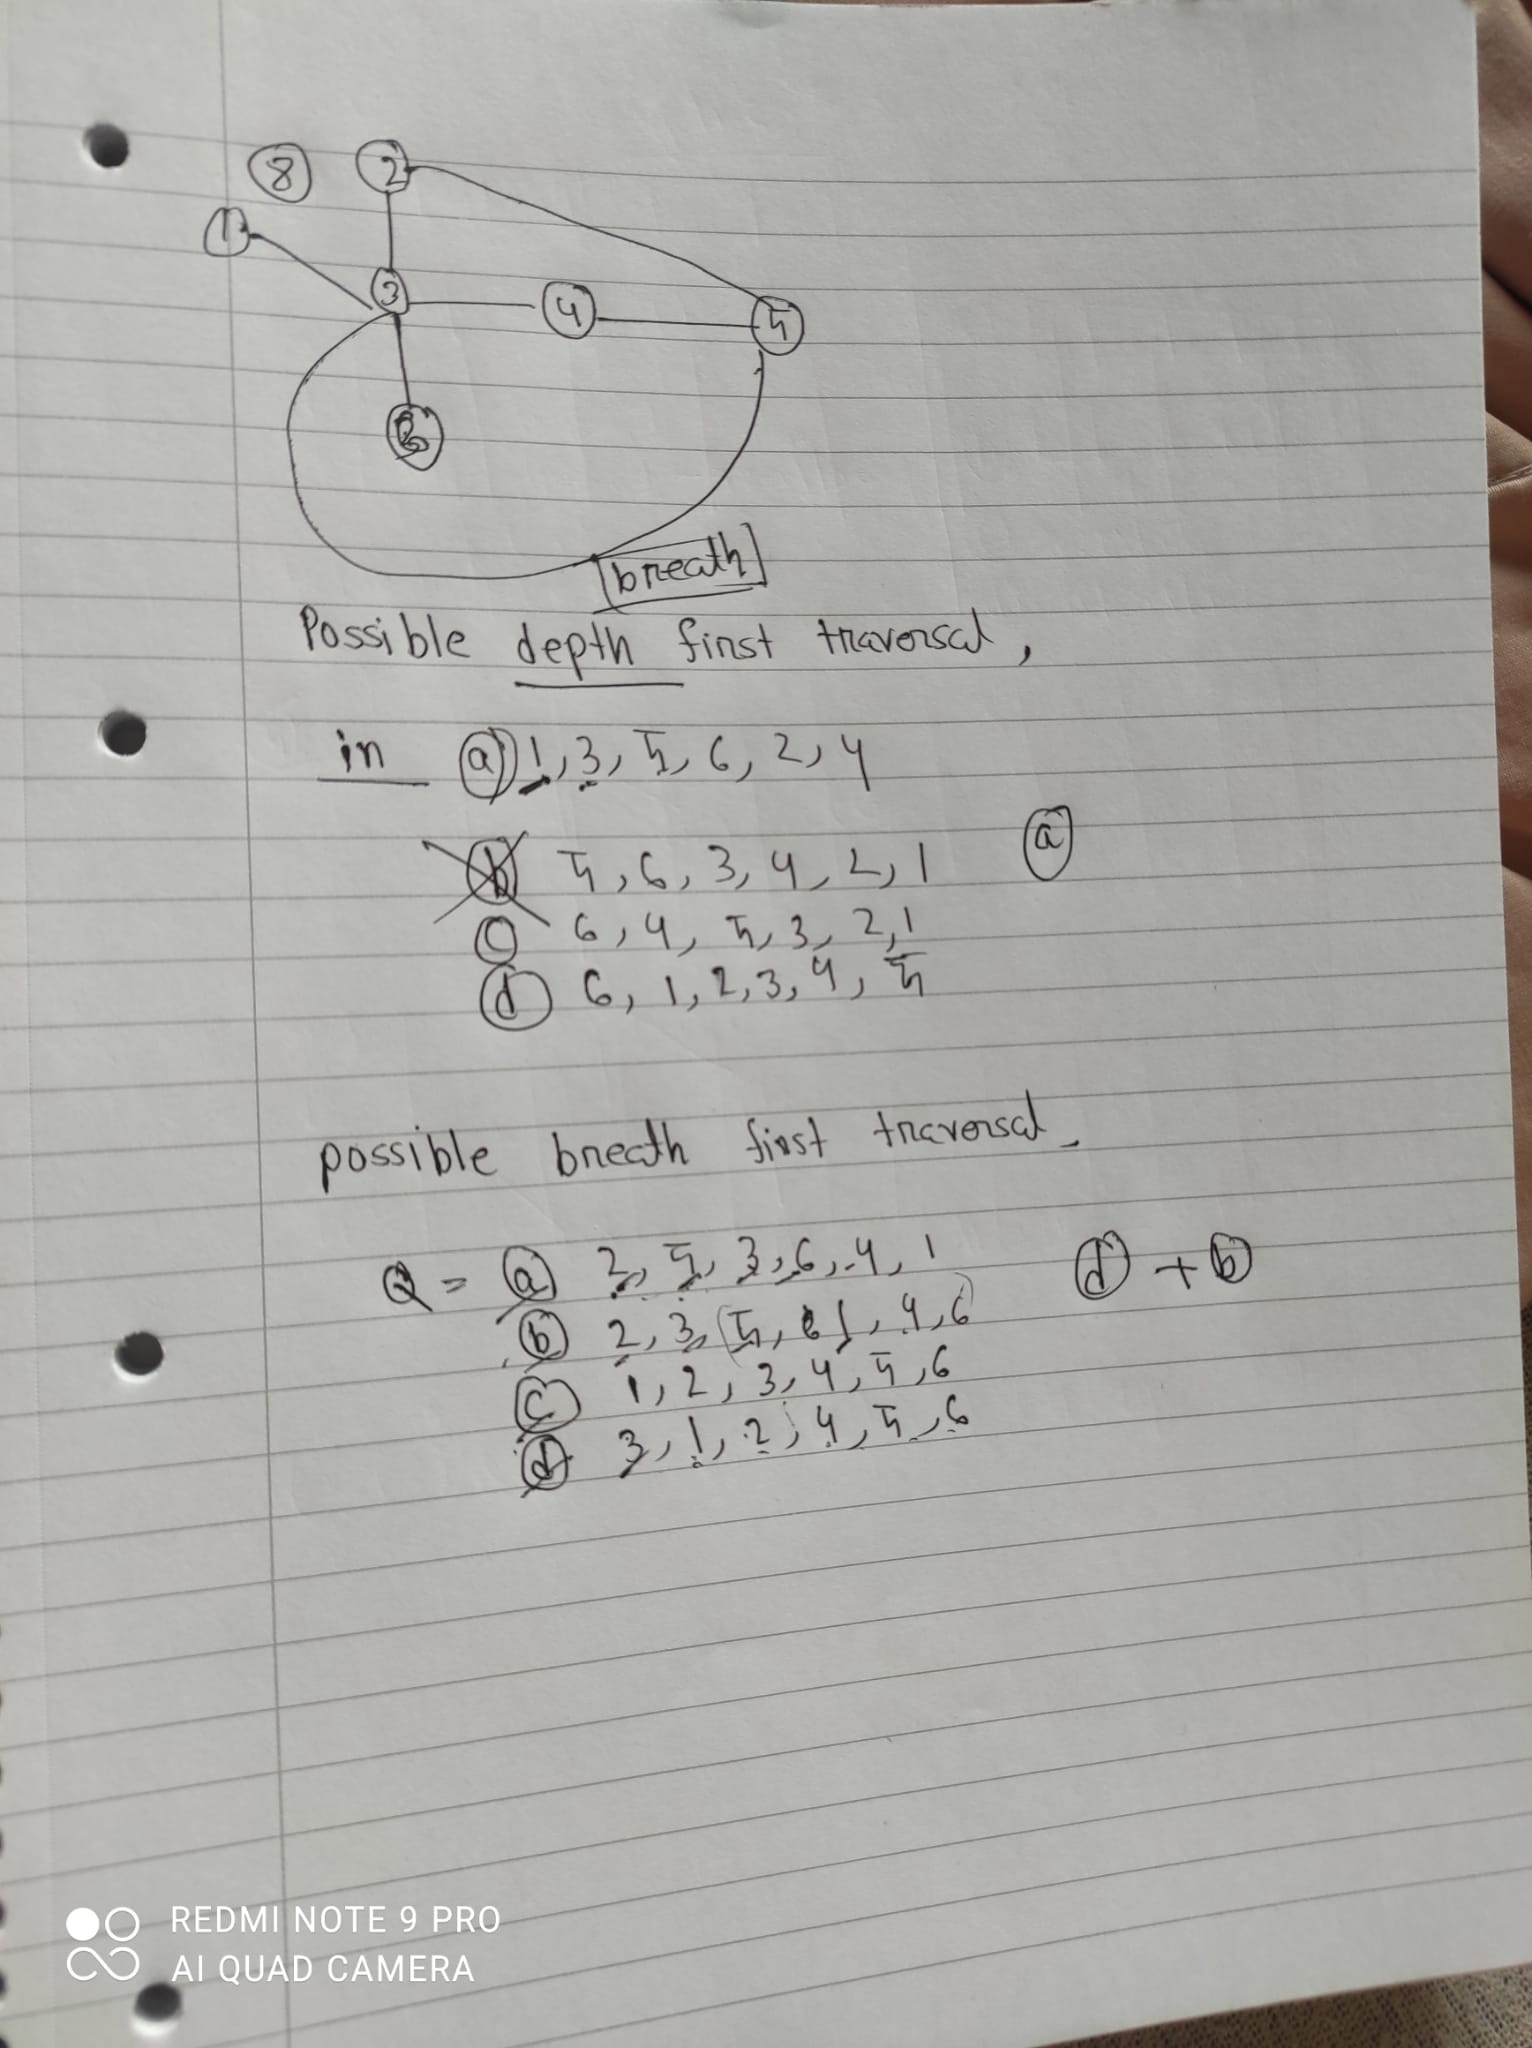 8 2
1
3 4 5
breath
Possible depth first traversal,
in a) 1, 3, 5, 6, 2, 4
b 5, 6, 3, 4, 2, 1 a
c 6, 4, 5, 3, 2, 1
d 6, 1, 2, 3, 4, 5
possible breath first traversal
Q = a 2, 5, 3, 6, 4, 1 d + b
b 2, 3, 5, 1, 4, 6
c 1, 2, 3, 4, 5, 6
d 3, 1, 2, 4, 5, 6
REDMI NOTE 9 PRO
AI QUAD CAMERA